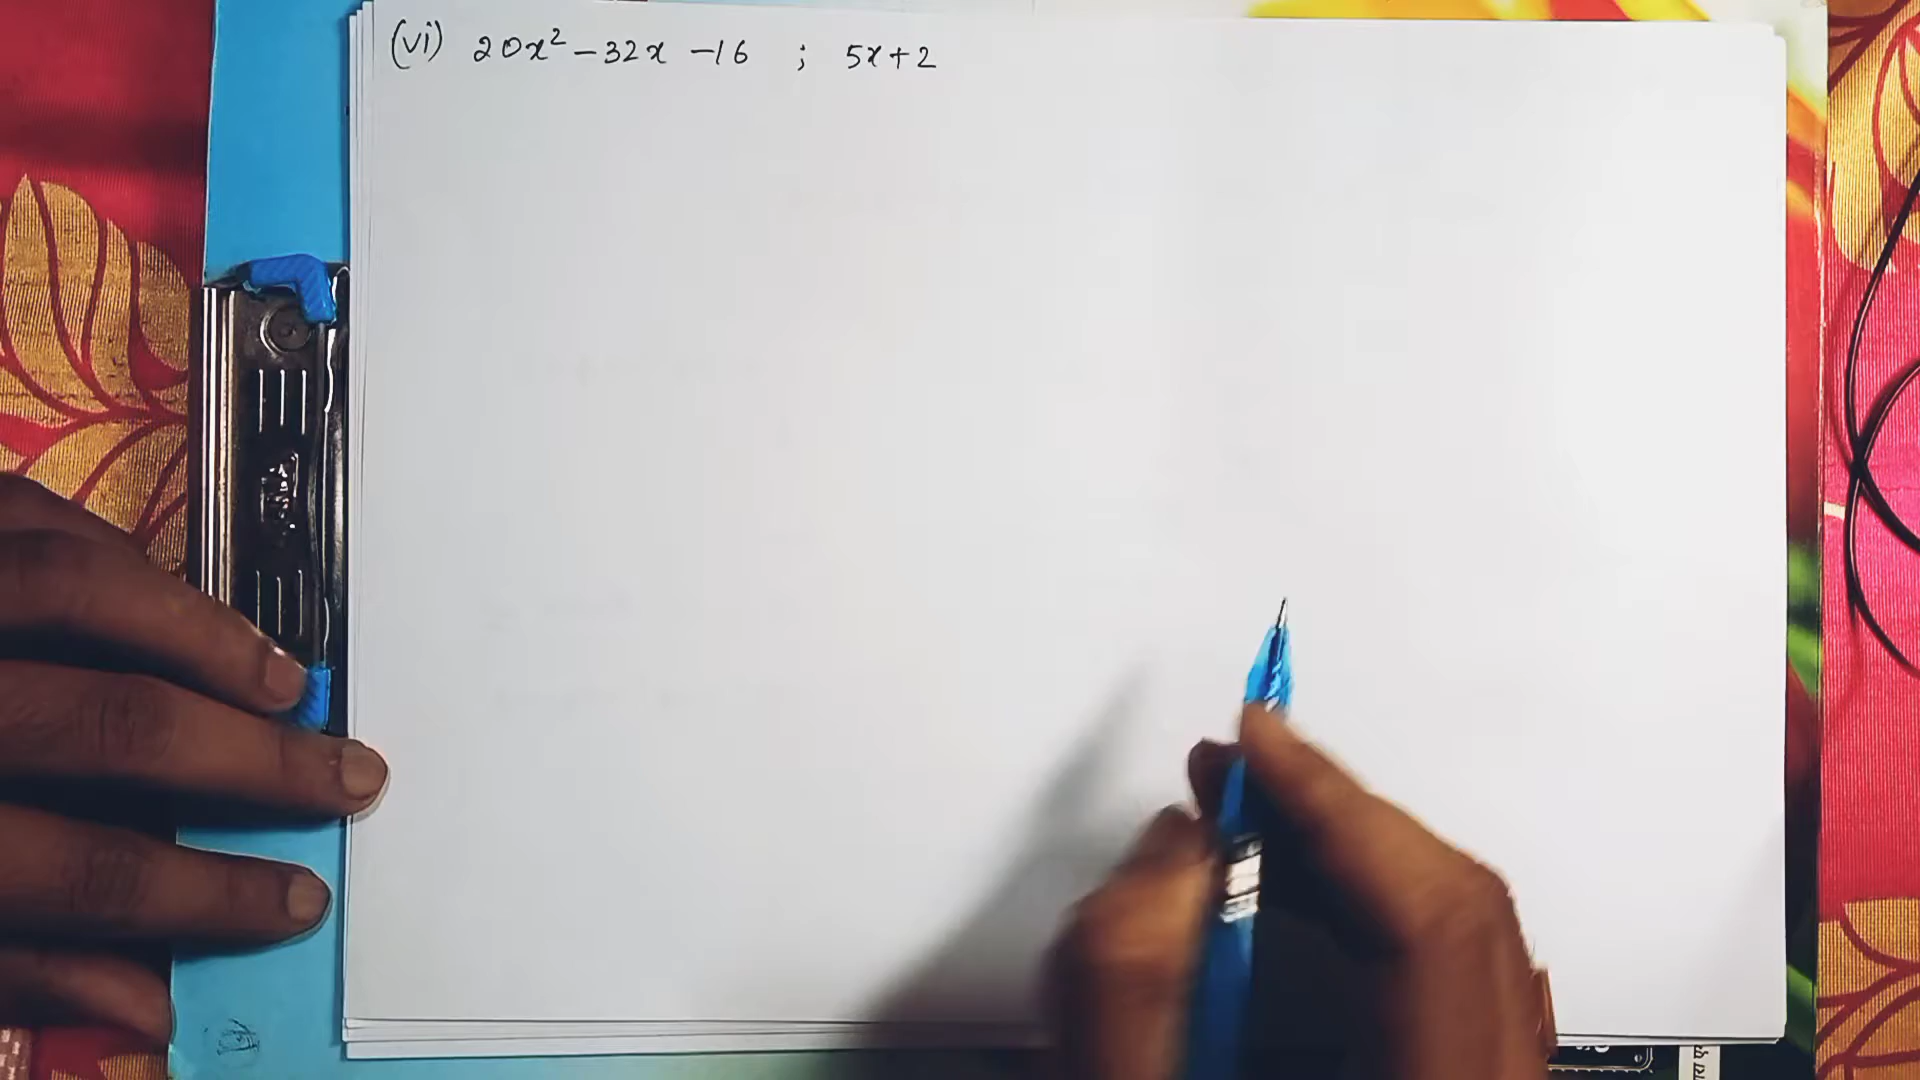 (vi) 20x² - 32x - 16 ; 5x + 2